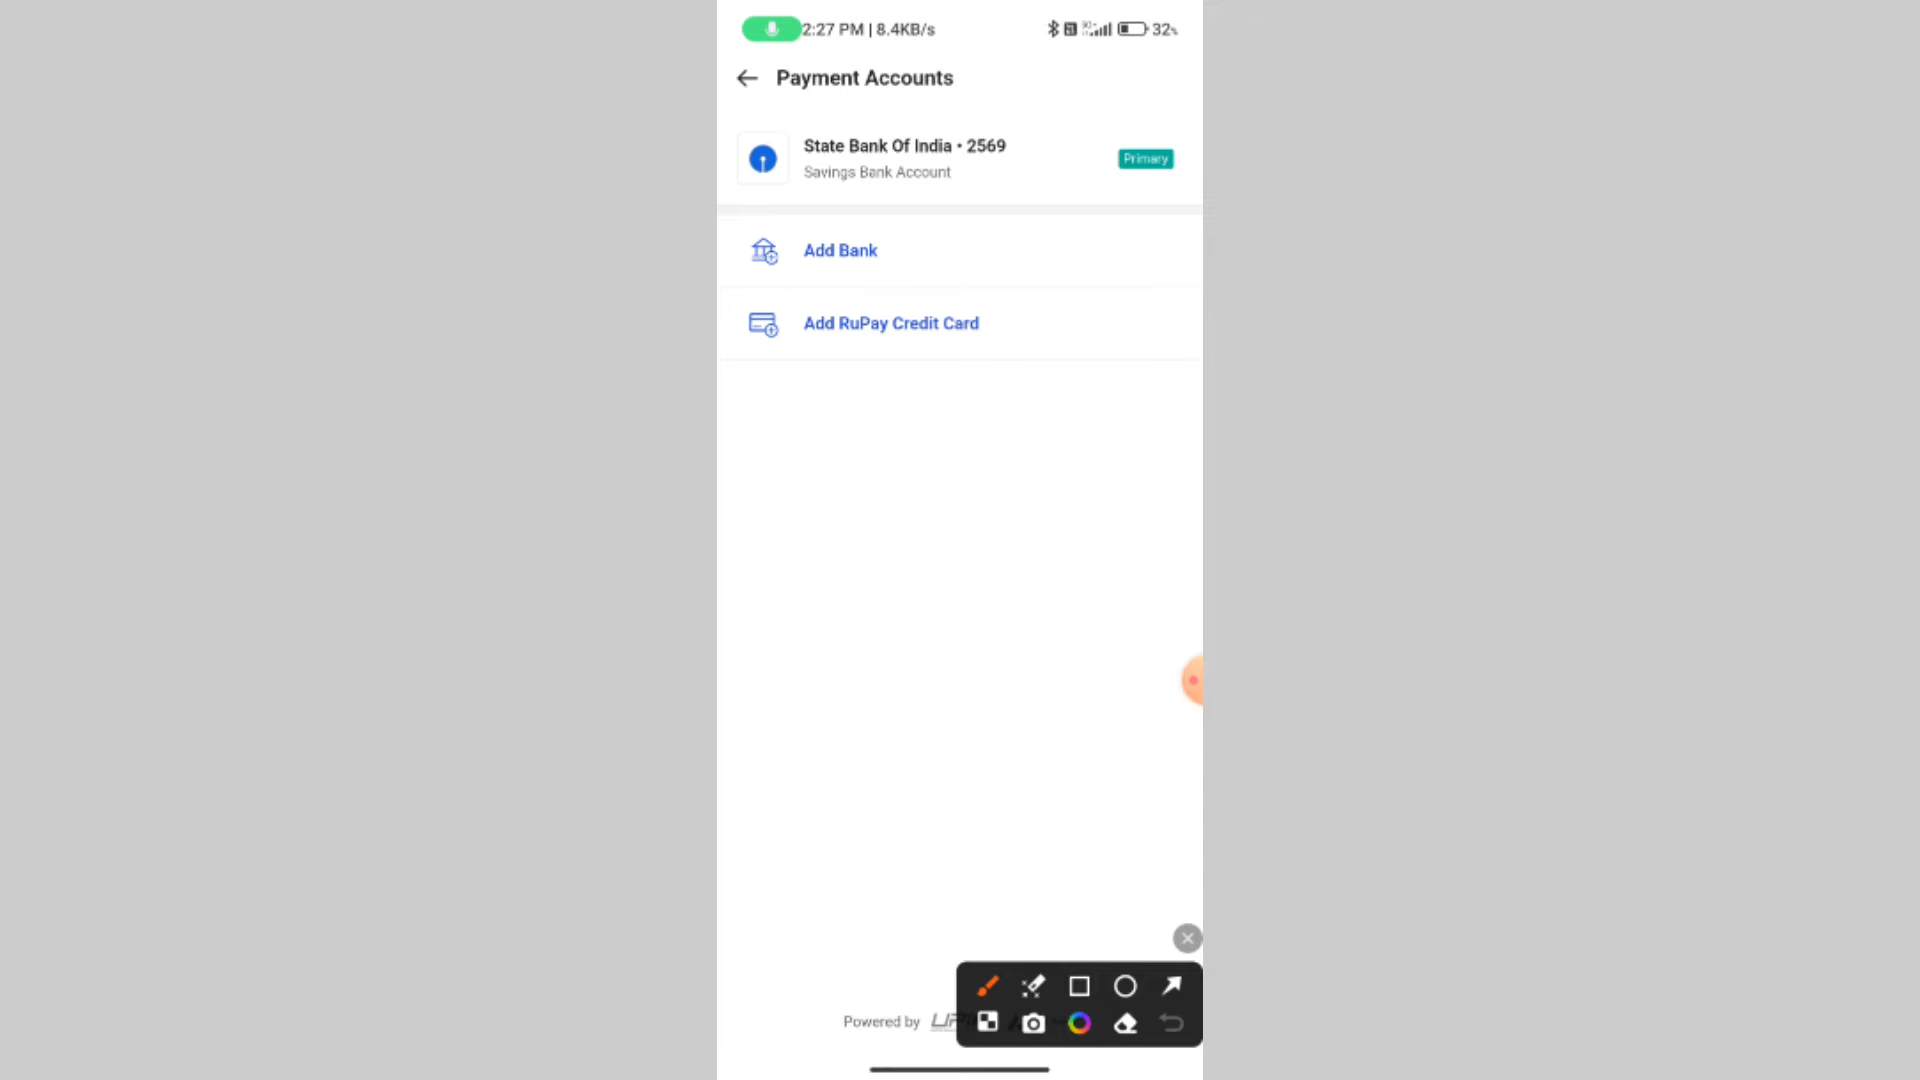 2:27 PM | 8.4KB/s 32%
Payment Accounts
State Bank Of India • 2569
Savings Bank Account
Primary
Add Bank
Add RuPay Credit Card
Powered by